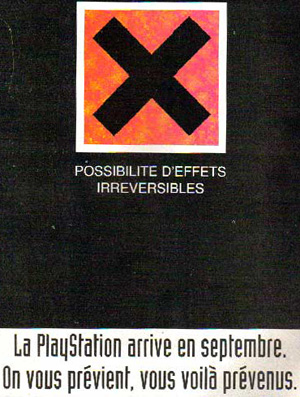 POSSIBILITE D'EFFETS
IRREVERSIBLES
La PlayStation arrive en septembre.
On vous prévient, vous voilà prévenus.